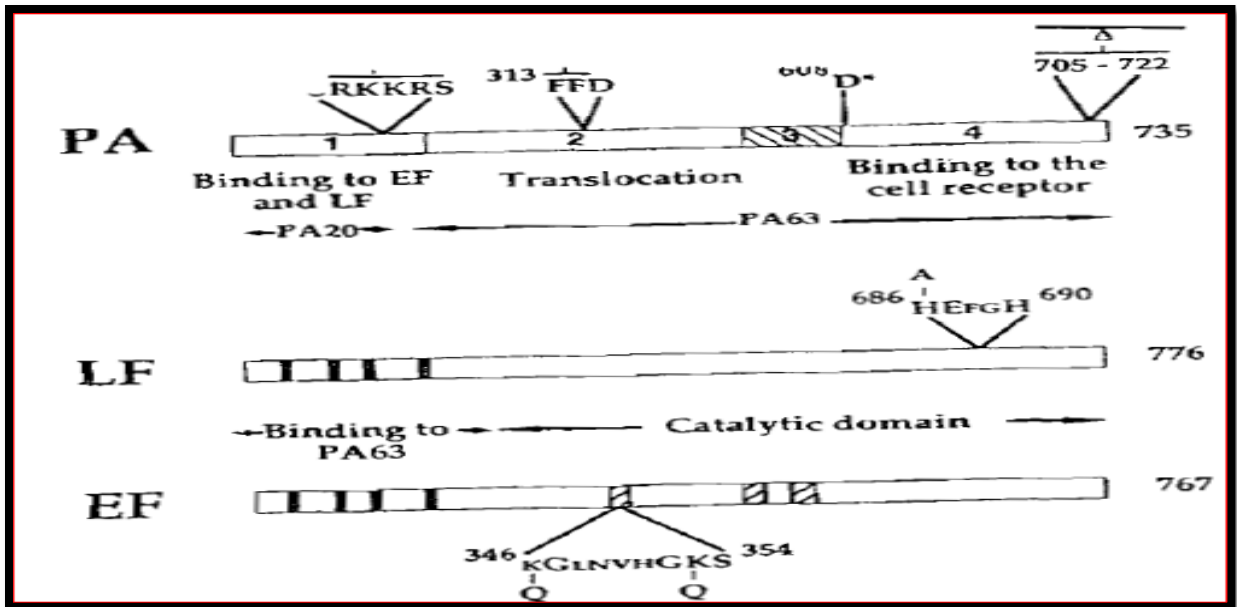 Δ
RKKRS
313 FFD
D*
705 - 722
PA
1
2
3
4
735
Binding to EF
and LF
Translocation
Binding to the
cell receptor
PA20
PA63
A
686 HEFGH 690
LF
776
Binding to
PA63
Catalytic domain
EF
767
346 KGLNVHGKS 354
Q
Q